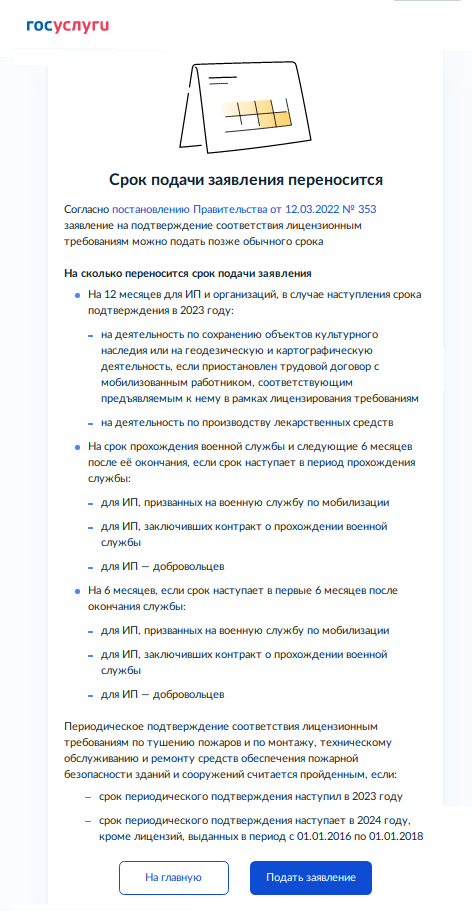 госуслуги
Срок подачи заявления переносится
Согласно постановлению Правительства от 12.03.2022 № 353
заявление на подтверждение соответствия лицензионным
требованиям можно подать позже обычного срока
На сколько переносится срок подачи заявления
На 12 месяцев для ИП и организаций, в случае наступления срока
подтверждения в 2023 году:
– на деятельность по сохранению объектов культурного
наследия или на геодезическую и картографическую
деятельность, если приостановлен трудовой договор с
мобилизованным работником, соответствующим
предъявляемым к нему в рамках лицензирования требованиям
– на деятельность по производству лекарственных средств
На срок прохождения военной службы и следующие 6 месяцев
после её окончания, если срок наступает в период прохождения
службы:
– для ИП, призванных на военную службу по мобилизации
– для ИП, заключивших контракт о прохождении военной
службы
– для ИП — добровольцев
На 6 месяцев, если срок наступает в первые 6 месяцев после
окончания службы:
– для ИП, призванных на военную службу по мобилизации
– для ИП, заключивших контракт о прохождении военной
службы
– для ИП — добровольцев
Периодическое подтверждение соответствия лицензионным
требованиям по тушению пожаров и по монтажу, техническому
обслуживанию и ремонту средств обеспечения пожарной
безопасности зданий и сооружений считается пройденным, если:
– срок периодического подтверждения наступил в 2023 году
– срок периодического подтверждения наступает в 2024 году,
кроме лицензий, выданных в период с 01.01.2016 по 01.01.2018
На главную
Подать заявление